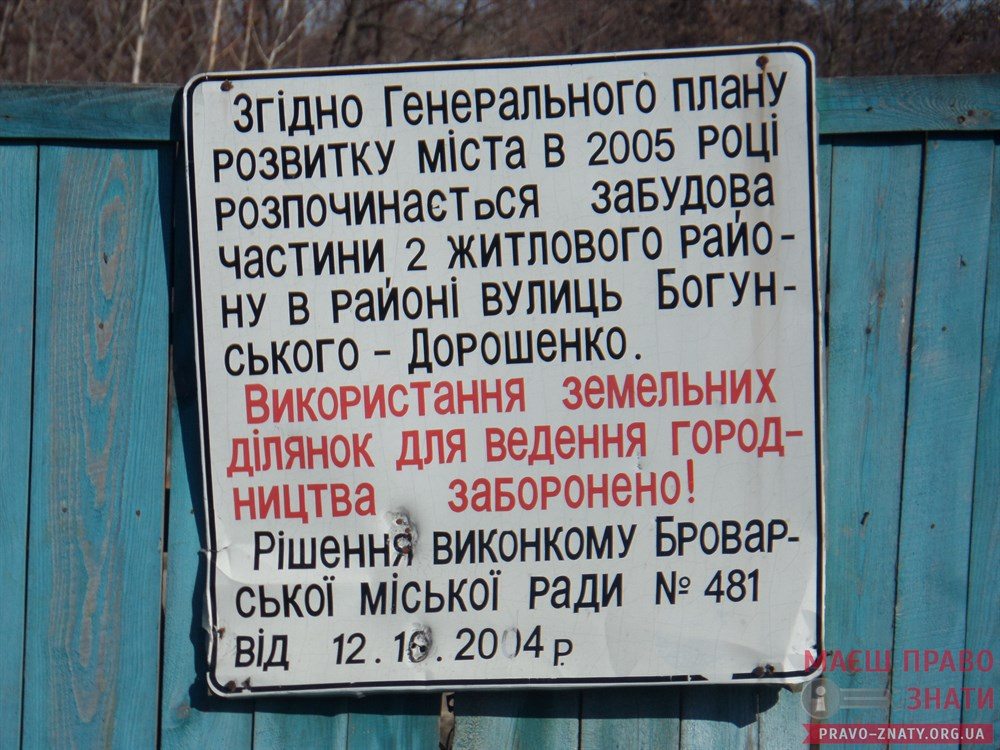 Згідно Генерального плану
розвитку міста в 2005 році
розпочинається забудова
частини 2 житлового райо-
ну в районі вулиць Богун-
ського - Дорошенко.
Використання земельних
ділянок для ведення город-
ництва заборонено!
Рішення виконкому Бровар-
ської міської ради № 481
від 2004 р.
МАЄШ ПРАВО
ЗНАТИ
PRAVO-ZNATY.ORG.UA